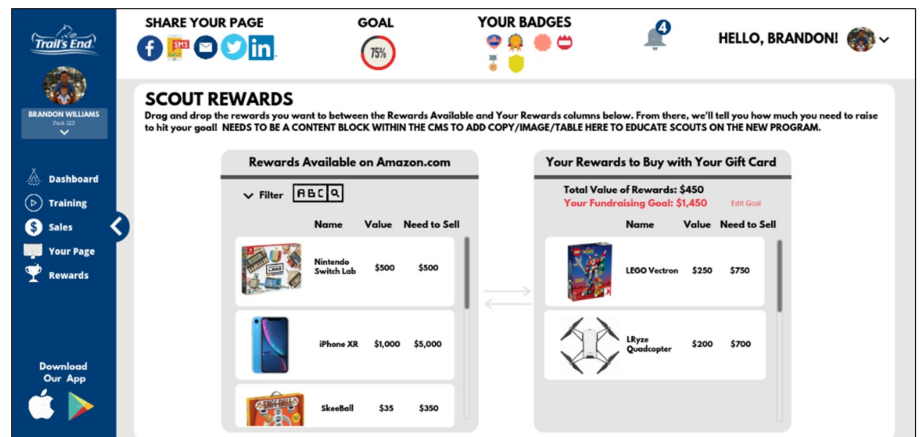 Trail's End
BRANDON WILLIAMS
Pack 123
Dashboard
Training
$ Sales
Your Page
Rewards
Download
Our App
SHARE YOUR PAGE
SMS
in
GOAL
75%
YOUR BADGES
4
HELLO, BRANDON!
SCOUT REWARDS
Drag and drop the rewards you want to between the Rewards Available and Your Rewards columns below. From there, we'll tell you how much you need to raise
to hit your goal! NEEDS TO BE A CONTENT BLOCK WITHIN THE CMS TO ADD COPY/IMAGE/TABLE HERE TO EDUCATE SCOUTS ON THE NEW PROGRAM.
Rewards Available on Amazon.com
Filter ABC
Name Value Need to Sell
Nintendo
Switch Lab $500 $500
iPhone XR $1,000 $5,000
SkeeBall $35 $350
Your Rewards to Buy with Your Gift Card
Total Value of Rewards: $450
Your Fundraising Goal: $1,450 Edit Goal
Name Value Need to Sell
LEGO Vectron $250 $750
LRyze
Quadcopter $200 $700